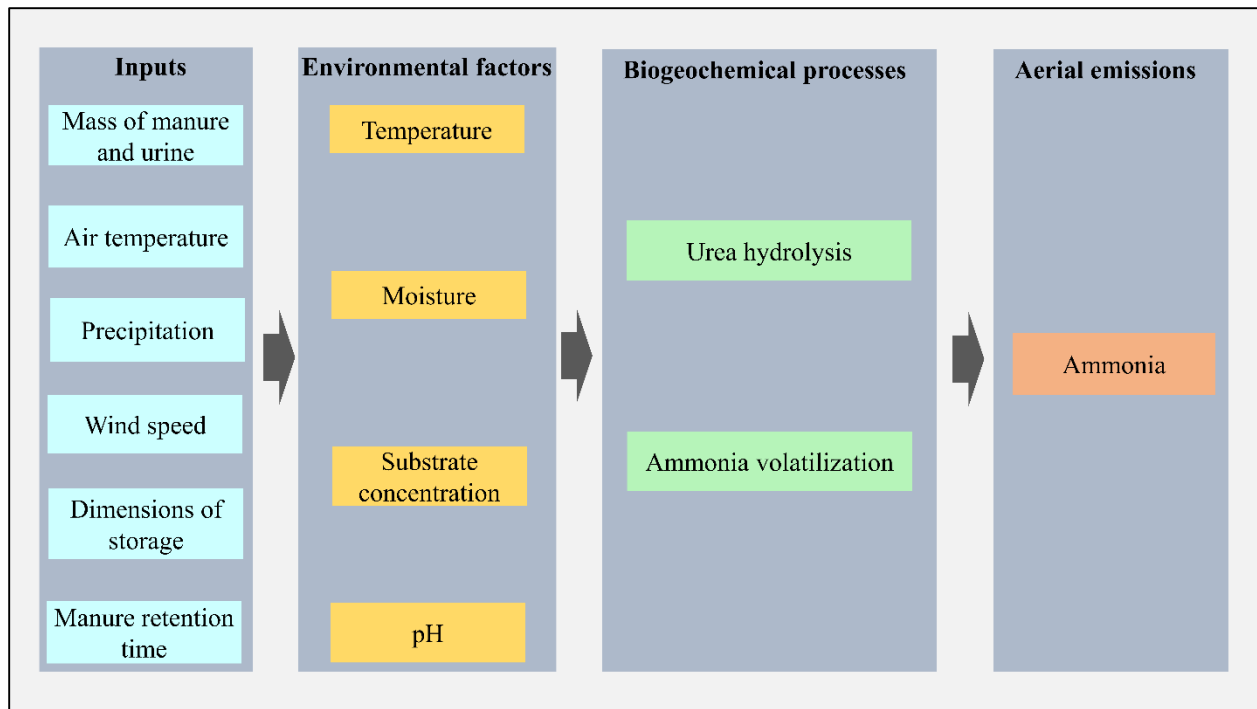 Inputs
Mass of manure
and urine
Air temperature
Precipitation
Wind speed
Dimensions of
storage
Manure retention
time
Environmental factors
Temperature
Moisture
Substrate
concentration
pH
Biogeochemical processes
Urea hydrolysis
Ammonia volatilization
Aerial emissions
Ammonia